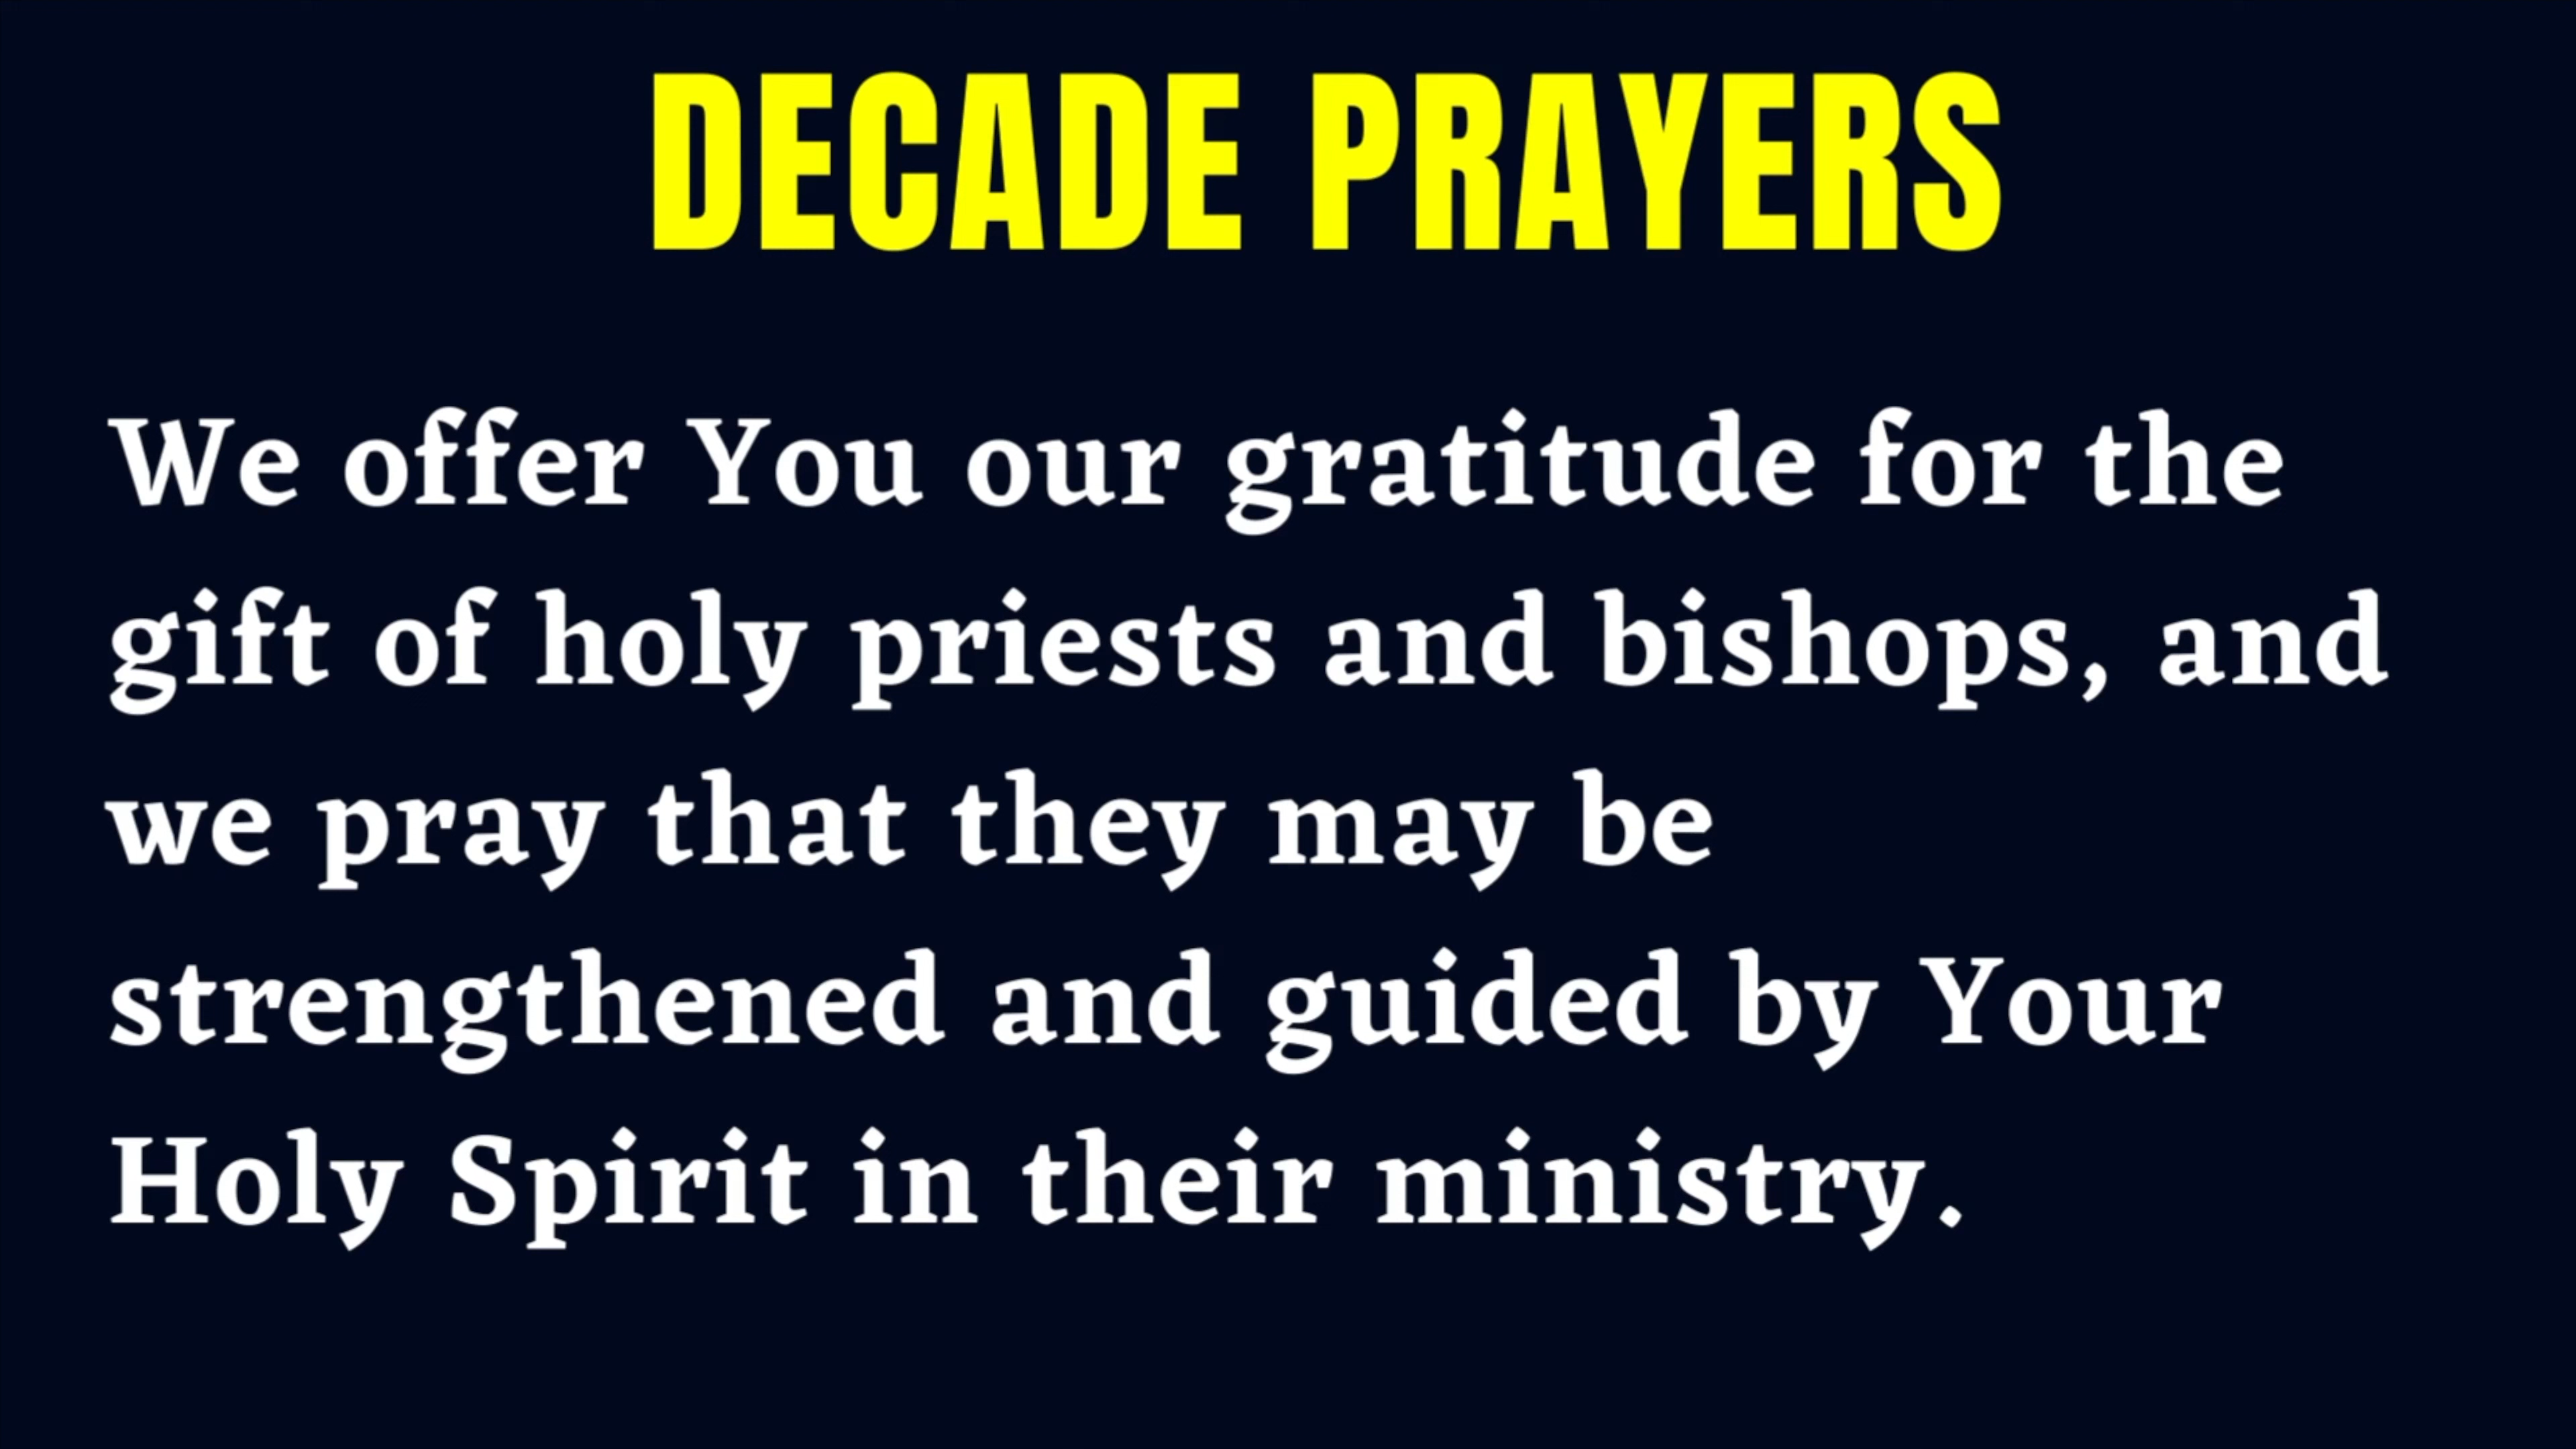 DECADE PRAYERS
We offer You our gratitude for the
gift of holy priests and bishops, and
we pray that they may be
strengthened and guided by Your
Holy Spirit in their ministry.